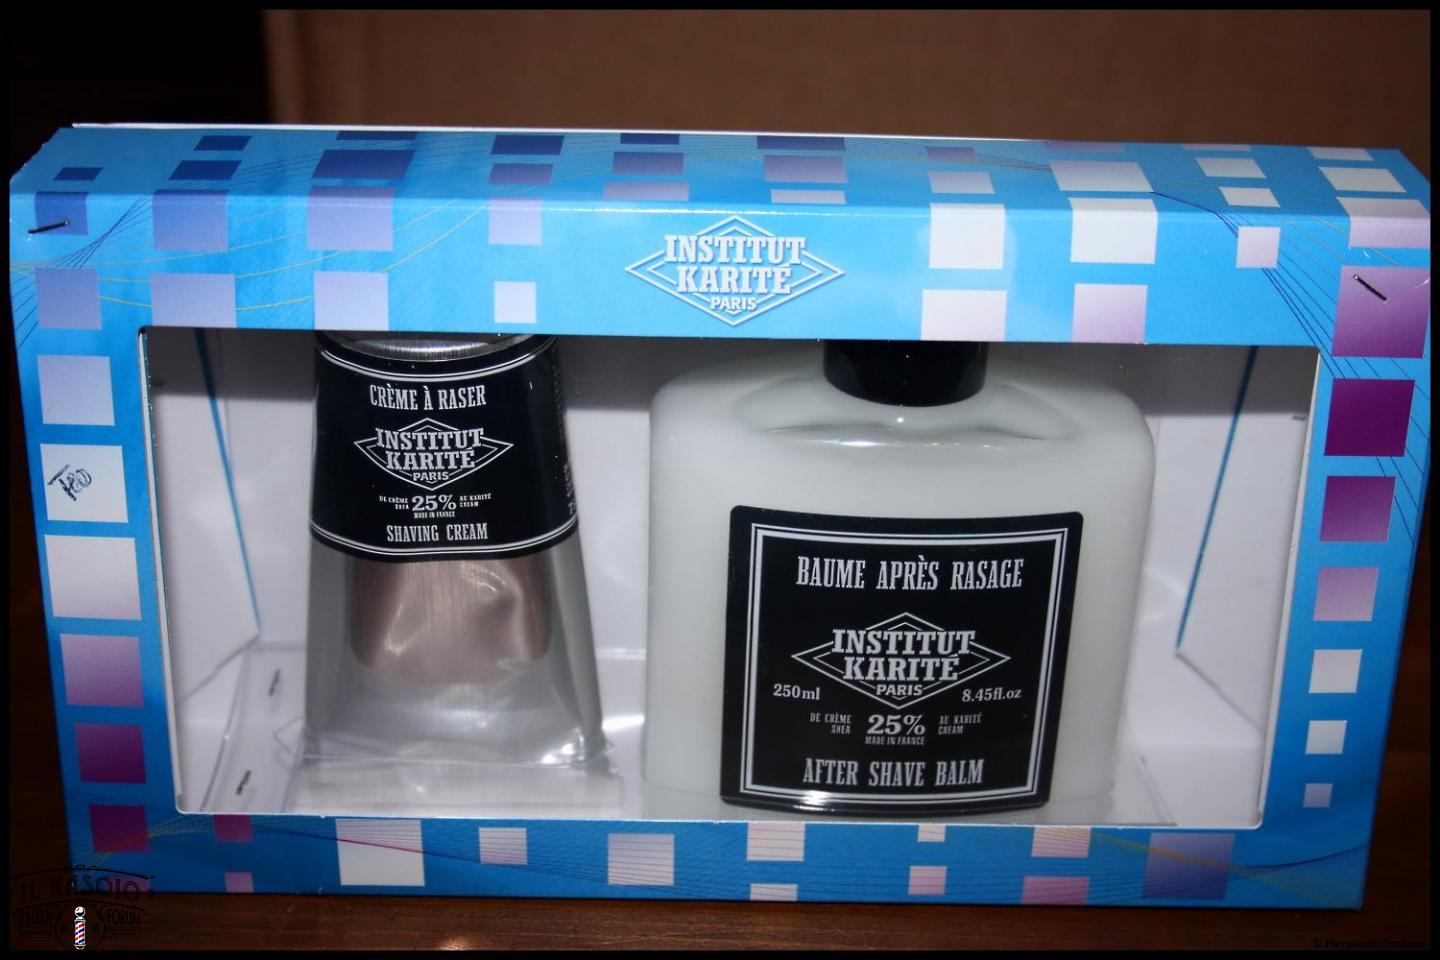 INSTITUT
KARITÉ
PARIS
CRÈME À RASER
INSTITUT
KARITÉ
PARIS
DE CRÈME 25% AU KARITÉ
SHEA CREAM
MADE IN FRANCE
SHAVING CREAM
BAUME APRÈS RASAGE
INSTITUT
KARITÉ
PARIS
250ml 8.45fl.oz
DE CRÈME 25% AU KARITÉ
SHEA CREAM
MADE IN FRANCE
AFTER SHAVE BALM
IL RASOIO
ITALIAN FORUM
© Pierpaolo